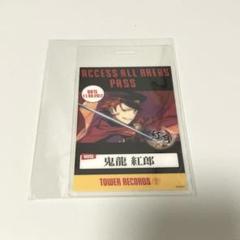 ACCESS ALL AREAS
PASS
鬼龍 紅郎
TOWER RECORDS